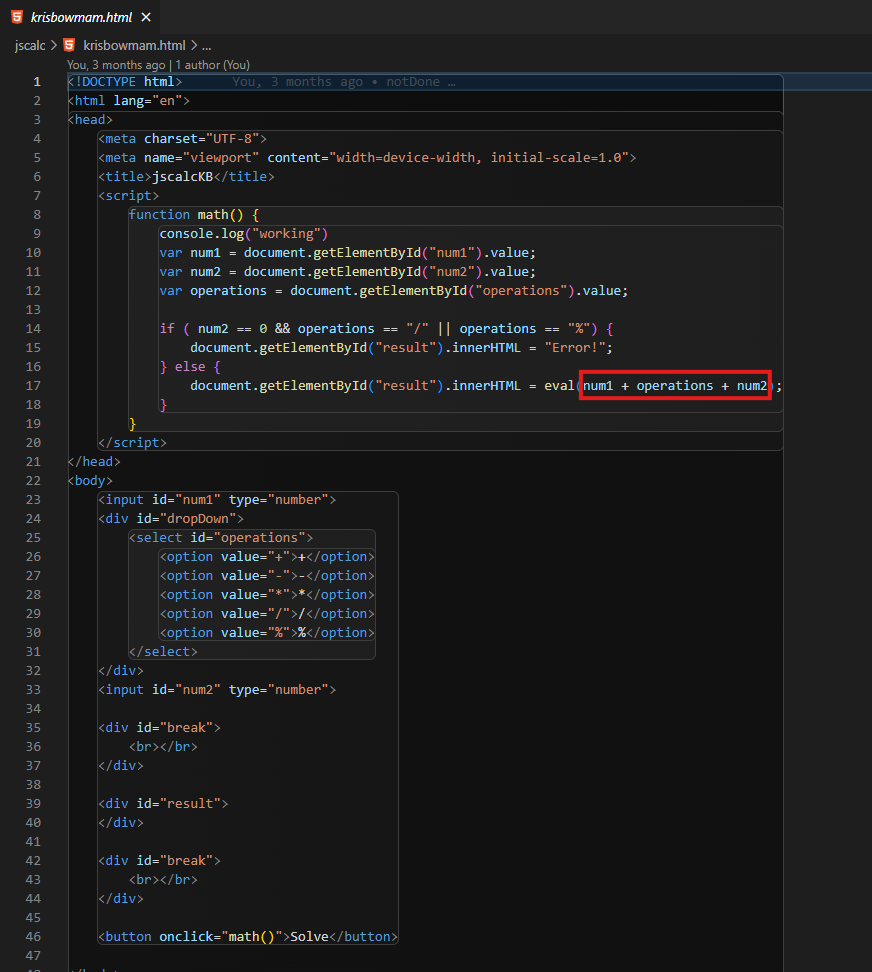 krisbowmam.html ×
jscalc > krisbowmam.html > ...
You, 3 months ago | 1 author (You)
1 <!DOCTYPE html> You, 3 months ago • notDone …
2 <html lang="en">
3 <head>
4 <meta charset="UTF-8">
5 <meta name="viewport" content="width=device-width, initial-scale=1.0">
6 <title>jscalcKB</title>
7 <script>
8 function math() {
9 console.log("working")
10 var num1 = document.getElementById("num1").value;
11 var num2 = document.getElementById("num2").value;
12 var operations = document.getElementById("operations").value;
13
14 if ( num2 == 0 && operations == "/" || operations == "%") {
15 document.getElementById("result").innerHTML = "Error!";
16 } else {
17 document.getElementById("result").innerHTML = eval(num1 + operations + num2);
18 }
19 }
20 </script>
21 </head>
22 <body>
23 <input id="num1" type="number">
24 <div id="dropDown">
25 <select id="operations">
26 <option value="+">+</option>
27 <option value="-">-</option>
28 <option value="*">*</option>
29 <option value="/">/</option>
30 <option value="%">%</option>
31 </select>
32 </div>
33 <input id="num2" type="number">
34
35 <div id="break">
36 <br></br>
37 </div>
38
39 <div id="result">
40 </div>
41
42 <div id="break">
43 <br></br>
44 </div>
45
46 <button onclick="math()">Solve</button>
47